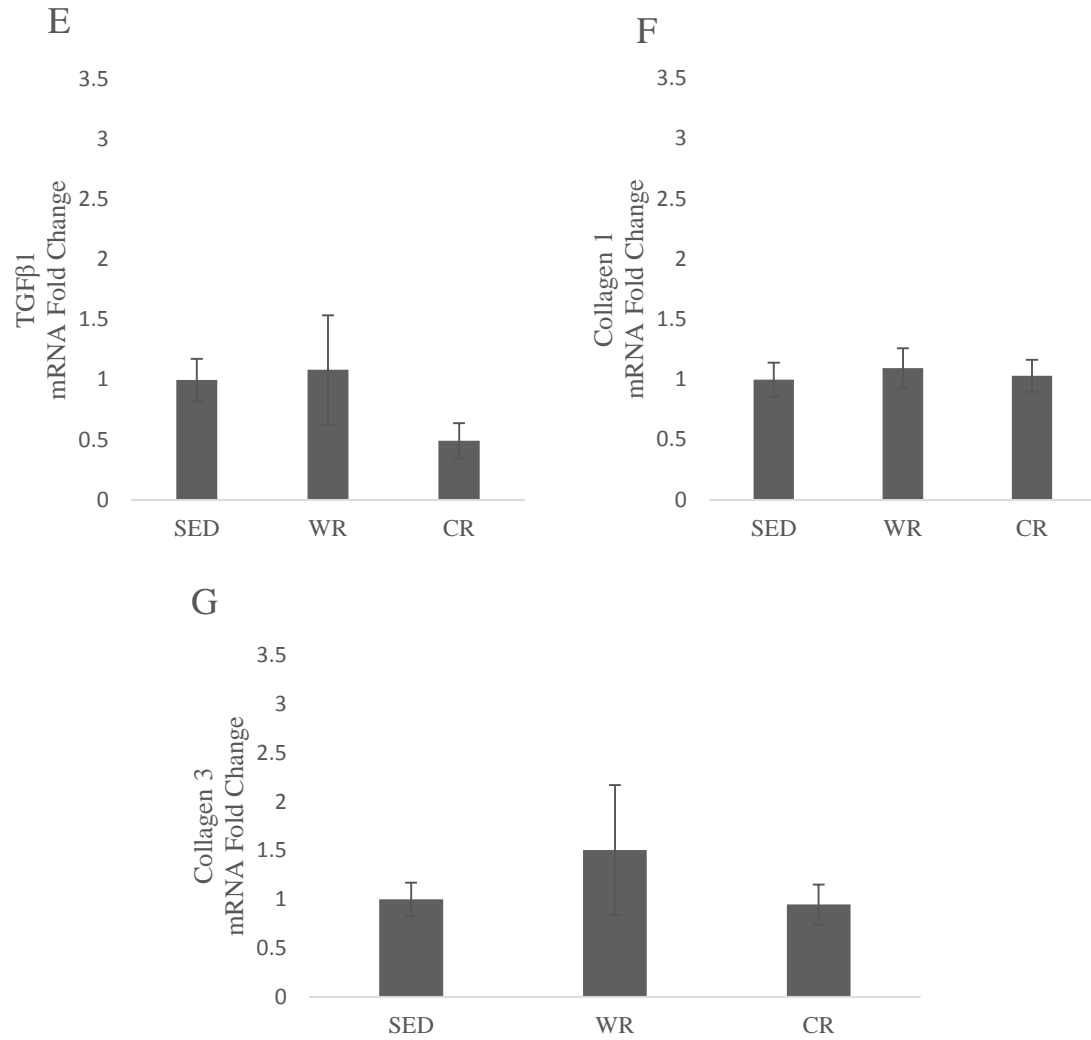 E
3.5
3
2.5
2
1.5
1
0.5
0
TGFβ1
mRNA Fold Change
SED WR CR
F
3.5
3
2.5
2
1.5
1
0.5
0
Collagen 1
mRNA Fold Change
SED WR CR
G
3.5
3
2.5
2
1.5
1
0.5
0
Collagen 3
mRNA Fold Change
SED WR CR